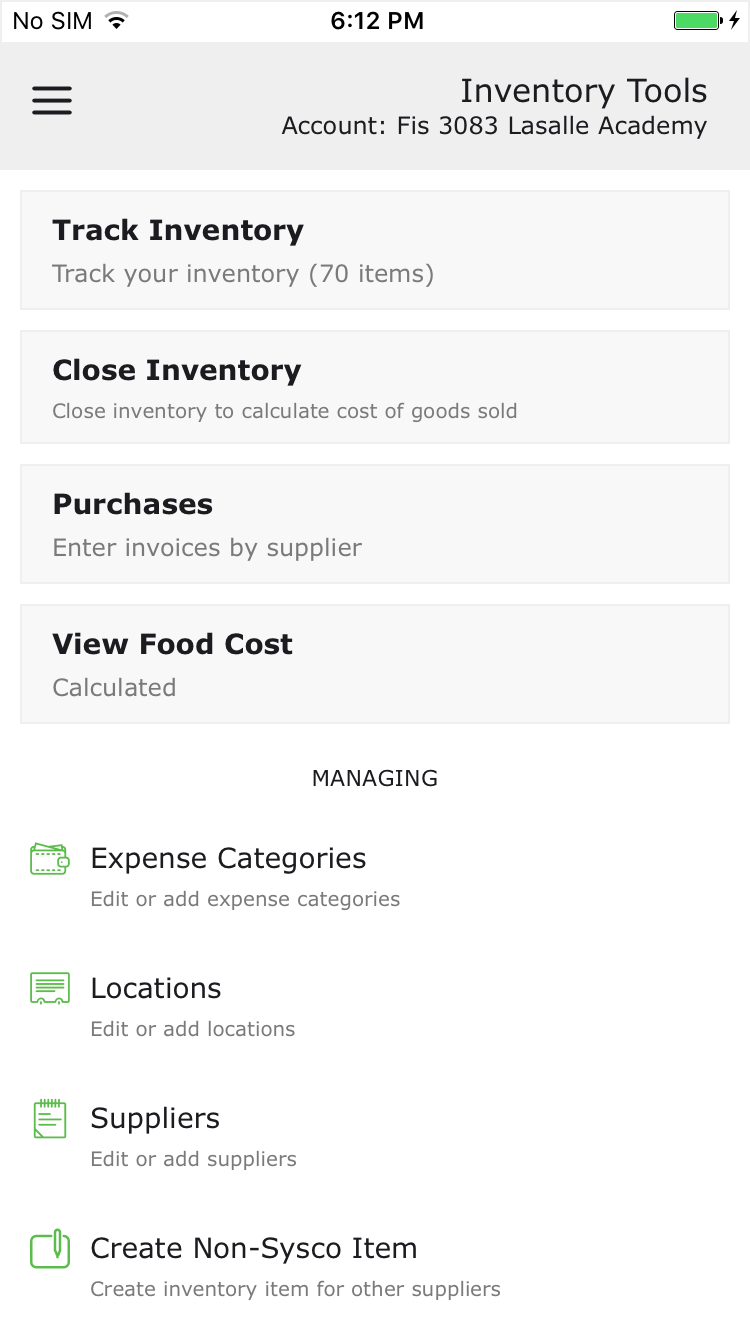 No SIM 6:12 PM
Inventory Tools
Account: Fis 3083 Lasalle Academy
Track Inventory
Track your inventory (70 items)
Close Inventory
Close inventory to calculate cost of goods sold
Purchases
Enter invoices by supplier
View Food Cost
Calculated
MANAGING
Expense Categories
Edit or add expense categories
Locations
Edit or add locations
Suppliers
Edit or add suppliers
Create Non-Sysco Item
Create inventory item for other suppliers